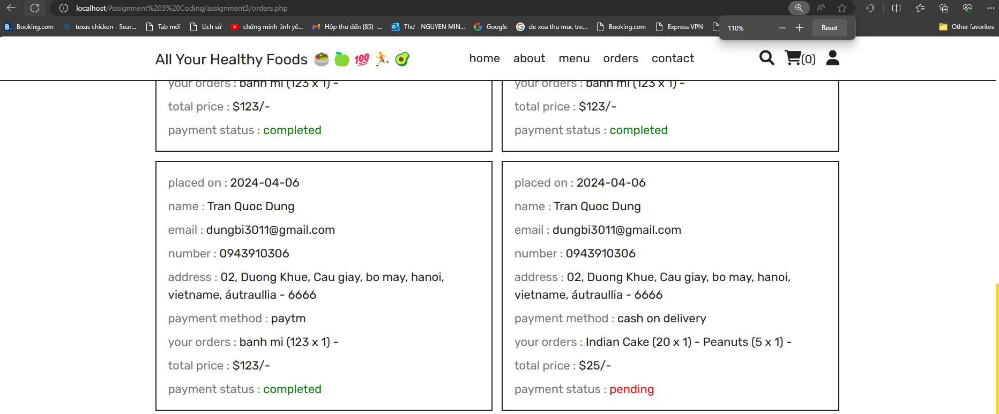 localhost/Assignment%203%20Coding/assignment3/orders.php
Booking.com
texas chicken - Sear...
Tab mới
Lịch sử
chứng minh tình yê...
Hộp thư đến (85) -...
Thư - NGUYEN MIN...
Google
de xoa thu muc tre...
Booking.com
Express VPN
Other favorites
110%
Reset
All Your Healthy Foods 🥗 🍏 💯 🏃 🥑
home about menu orders contact
(0)
your orders : banh mi (123 x 1) -
total price : $123/-
payment status : completed
your orders : banh mi (123 x 1) -
total price : $123/-
payment status : completed
placed on : 2024-04-06
name : Tran Quoc Dung
email : dungbi3011@gmail.com
number : 0943910306
address : 02, Duong Khue, Cau giay, bo may, hanoi,
vietname, áutraullia - 6666
payment method : paytm
your orders : banh mi (123 x 1) -
total price : $123/-
payment status : completed
placed on : 2024-04-06
name : Tran Quoc Dung
email : dungbi3011@gmail.com
number : 0943910306
address : 02, Duong Khue, Cau giay, bo may, hanoi,
vietname, áutraullia - 6666
payment method : cash on delivery
your orders : Indian Cake (20 x 1) - Peanuts (5 x 1) -
total price : $25/-
payment status : pending